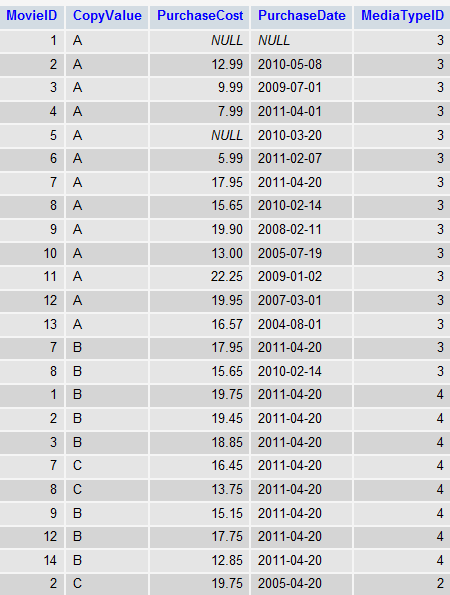 MovieID CopyValue PurchaseCost PurchaseDate MediaTypeID
1 A NULL NULL 3
2 A 12.99 2010-05-08 3
3 A 9.99 2009-07-01 3
4 A 7.99 2011-04-01 3
5 A NULL 2010-03-20 3
6 A 5.99 2011-02-07 3
7 A 17.95 2011-04-20 3
8 A 15.65 2010-02-14 3
9 A 19.90 2008-02-11 3
10 A 13.00 2005-07-19 3
11 A 22.25 2009-01-02 3
12 A 19.95 2007-03-01 3
13 A 16.57 2004-08-01 3
7 B 17.95 2011-04-20 3
8 B 15.65 2010-02-14 3
1 B 19.75 2011-04-20 4
2 B 19.45 2011-04-20 4
3 B 18.85 2011-04-20 4
7 C 16.45 2011-04-20 4
8 C 13.75 2011-04-20 4
9 B 15.15 2011-04-20 4
12 B 17.75 2011-04-20 4
14 B 12.85 2011-04-20 4
2 C 19.75 2005-04-20 2